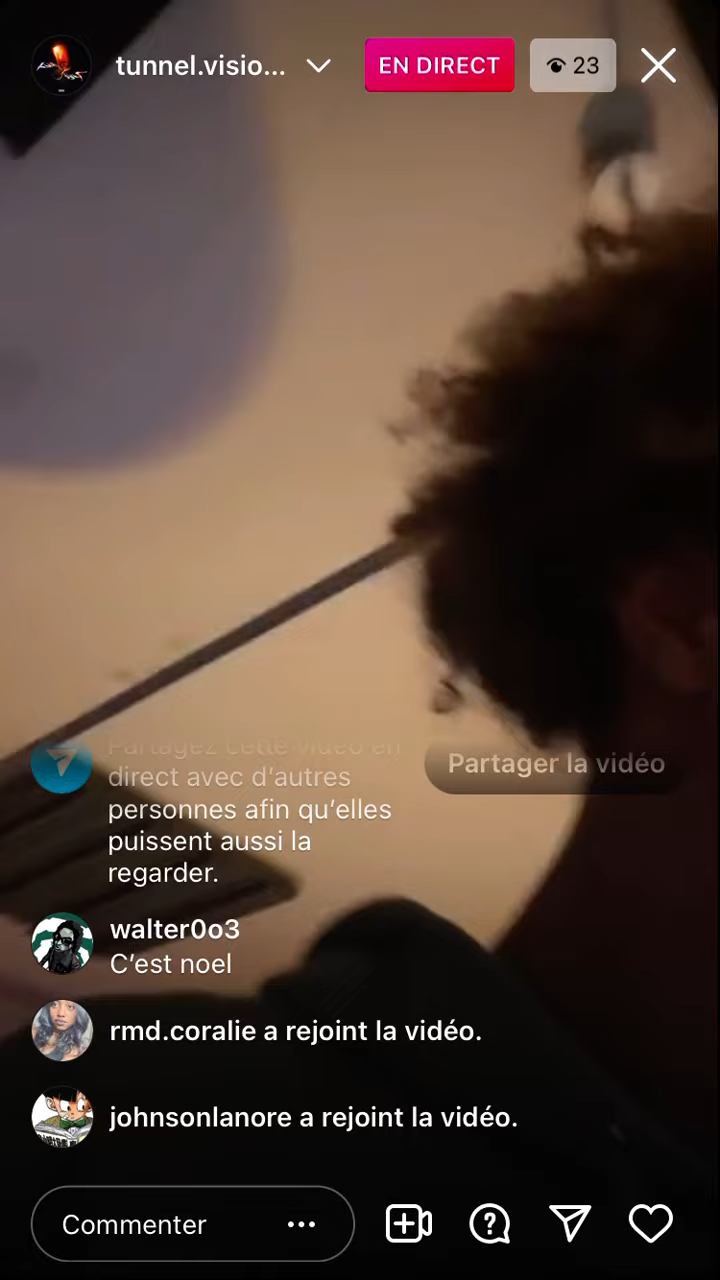 tunnel.visio...
EN DIRECT
23
Partagez cette vidéo en
direct avec d’autres
personnes afin qu’elles
puissent aussi la
regarder.
Partager la vidéo
walter0o3
C’est noel
rmd.coralie a rejoint la vidéo.
johnsonlanore a rejoint la vidéo.
Commenter